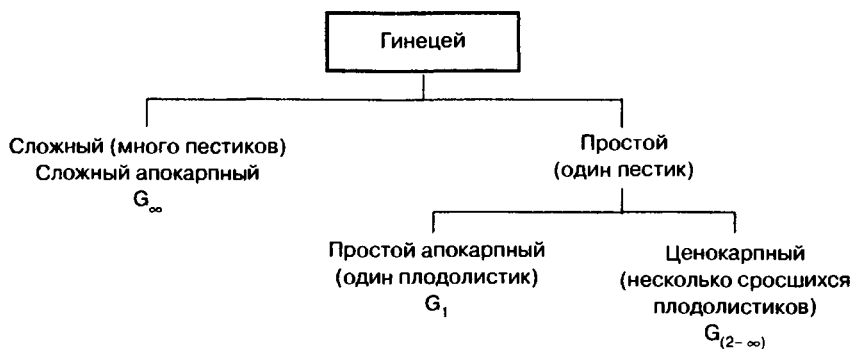 Гинецей
Сложный (много пестиков)
Сложный апокарпный
G∞
Простой
(один пестик)
Простой апокарпный
(один плодолистик)
G₁
Ценокарпный
(несколько сросшихся
плодолистиков)
G₍₂₋ ∞₎